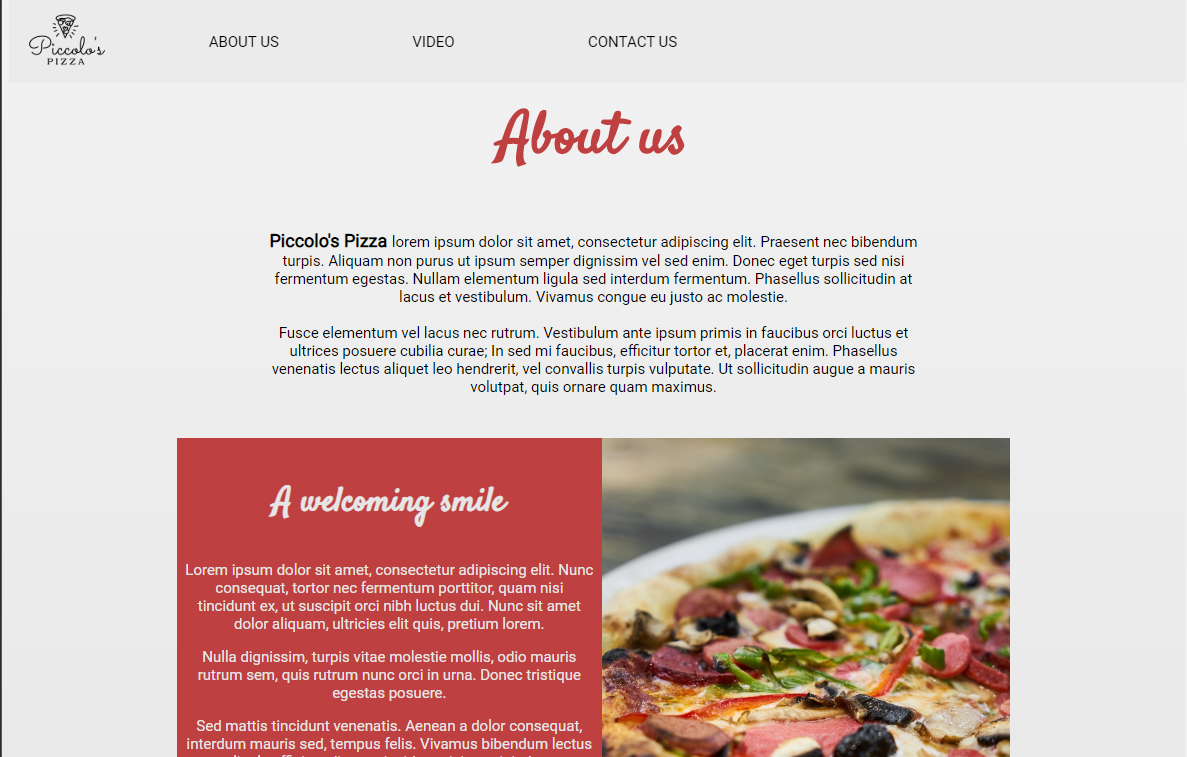 Piccolo's
PIZZA
ABOUT US
VIDEO
CONTACT US
About us
Piccolo's Pizza lorem ipsum dolor sit amet, consectetur adipiscing elit. Praesent nec bibendum
turpis. Aliquam non purus ut ipsum semper dignissim vel sed enim. Donec eget turpis sed nisi
fermentum egestas. Nullam elementum ligula sed interdum fermentum. Phasellus sollicitudin at
lacus et vestibulum. Vivamus congue eu justo ac molestie.
Fusce elementum vel lacus nec rutrum. Vestibulum ante ipsum primis in faucibus orci luctus et
ultrices posuere cubilia curae; In sed mi faucibus, efficitur tortor et, placerat enim. Phasellus
venenatis lectus aliquet leo hendrerit, vel convallis turpis vulputate. Ut sollicitudin augue a mauris
volutpat, quis ornare quam maximus.
A welcoming smile
Lorem ipsum dolor sit amet, consectetur adipiscing elit. Nunc
consequat, tortor nec fermentum porttitor, quam nisi
tincidunt ex, ut suscipit orci nibh luctus dui. Nunc sit amet
dolor aliquam, ultricies elit quis, pretium lorem.
Nulla dignissim, turpis vitae molestie mollis, odio mauris
rutrum sem, quis rutrum nunc orci in urna. Donec tristique
egestas posuere.
Sed mattis tincidunt venenatis. Aenean a dolor consequat,
interdum mauris sed, tempus felis. Vivamus bibendum lectus